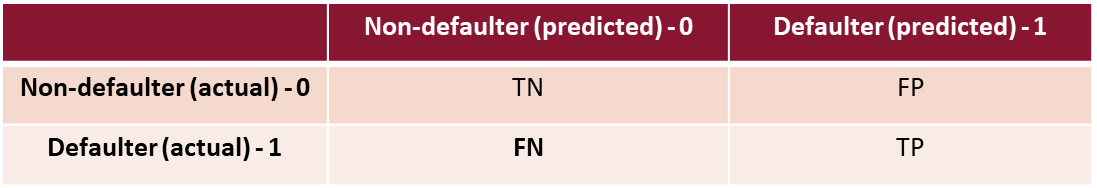 Non-defaulter (predicted) - 0 Defaulter (predicted) - 1
Non-defaulter (actual) - 0 TN FP
Defaulter (actual) - 1 FN TP